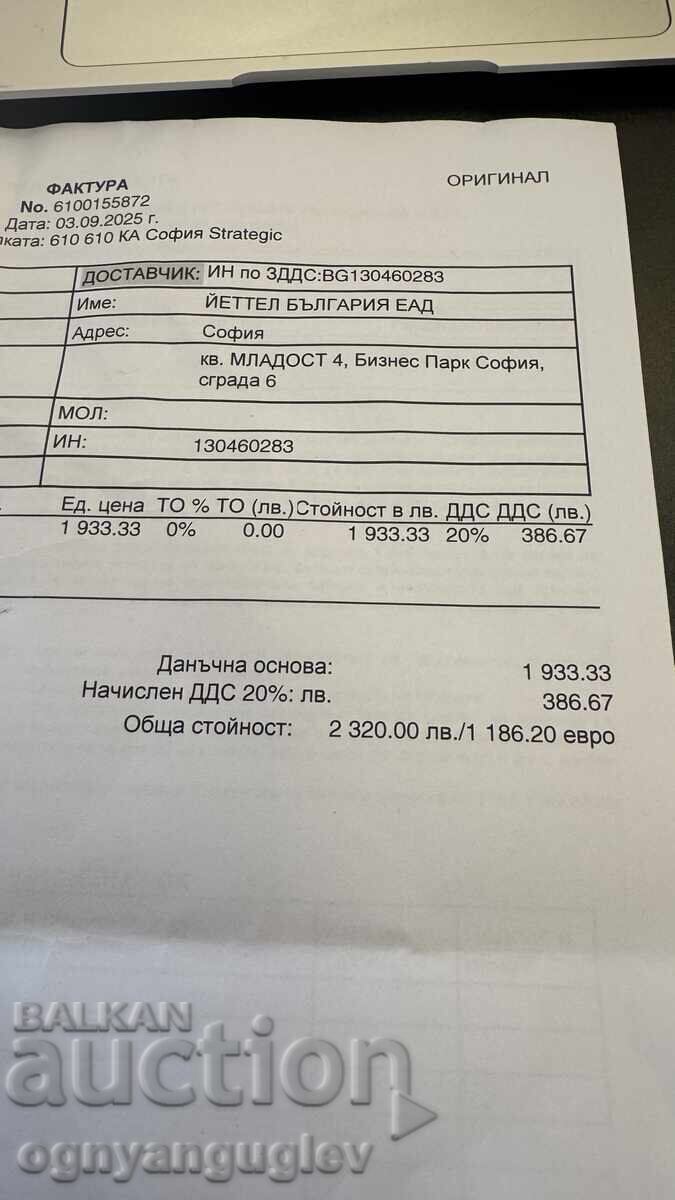 ФАКТУРА
ОРИГИНАЛ
No. 6100155872
Дата: 03.09.2025 г.
лката: 610 610 КА София Strategic
ДОСТАВЧИК: ИН по ЗДДС:BG130460283
Име: ЙЕТТЕЛ БЪЛГАРИЯ ЕАД
Адрес: София
кв. МЛАДОСТ 4, Бизнес Парк София,
сграда 6
МОЛ:
ИН: 130460283
Ед. цена ТО % ТО (лв.) Стойност в лв. ДДС ДДС (лв.)
1 933.33 0% 0.00 1 933.33 20% 386.67
Данъчна основа: 1 933.33
Начислен ДДС 20%: лв. 386.67
Обща стойност: 2 320.00 лв./1 186.20 евро
BALKAN
auction
ognyanguglev